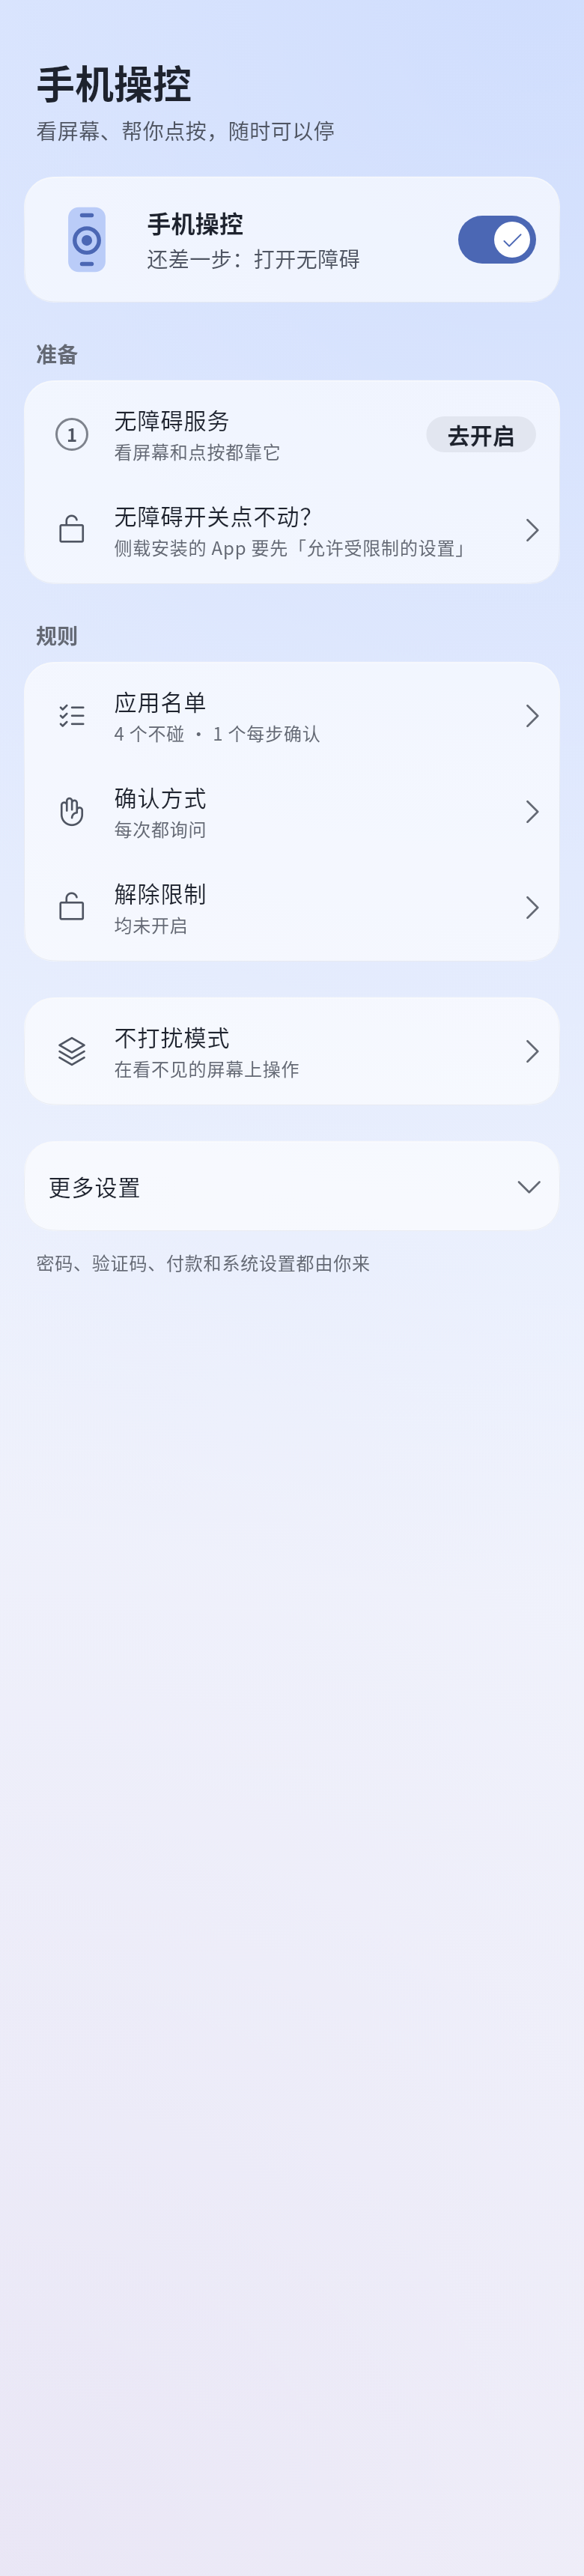 手机操控
看屏幕、帮你点按，随时可以停
手机操控
还差一步：打开无障碍
准备
1
无障碍服务
看屏幕和点按都靠它
去开启
无障碍开关点不动？
侧载安装的 App 要先「允许受限制的设置」
规则
应用名单
4 个不碰 · 1 个每步确认
确认方式
每次都询问
解除限制
均未开启
不打扰模式
在看不见的屏幕上操作
更多设置
密码、验证码、付款和系统设置都由你来